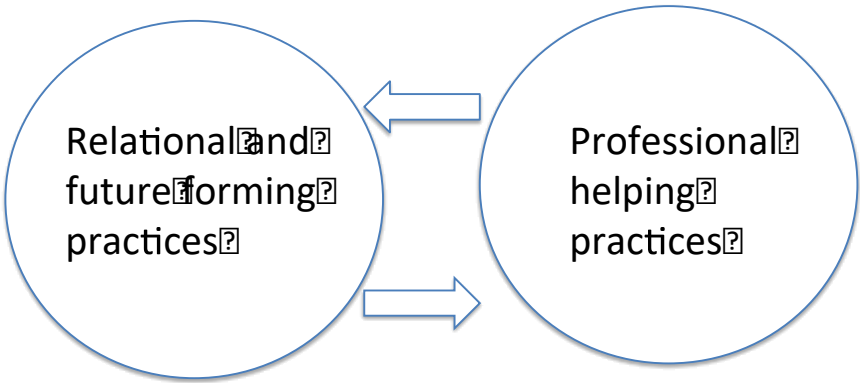 Relational⍰and⍰
future⍰forming⍰
practices⍰
Professional⍰
helping⍰
practices⍰